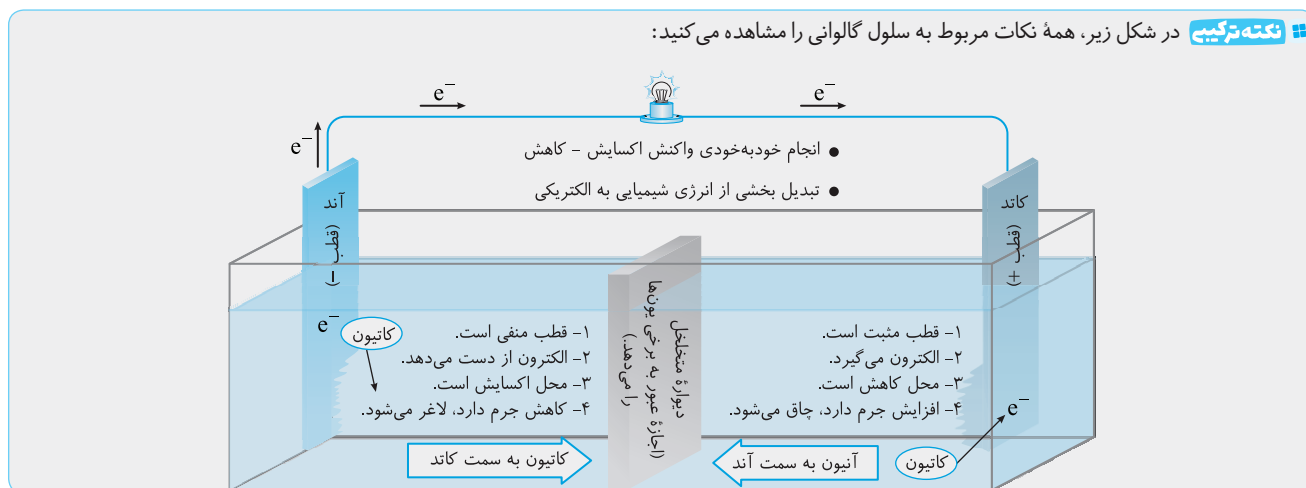 نکته ترکیبی در شکل زیر، همهٔ نکات مربوط به سلول گالوانی را مشاهده می‌کنید:
e⁻
e⁻
e⁻
● انجام خودبه‌خودی واکنش اکسایش – کاهش
● تبدیل بخشی از انرژی شیمیایی به الکتریکی
کاتد
(قطب +)
آند
(قطب –)
دیوارهٔ متخلخل
(اجازهٔ عبور به برخی یون‌ها
را می‌دهد.)
۱- قطب مثبت است.
۲- الکترون می‌گیرد.
۳- محل کاهش است.
۴- افزایش جرم دارد، چاق می‌شود.
e⁻
کاتیون
آنیون به سمت آند
e⁻
کاتیون
۱- قطب منفی است.
۲- الکترون از دست می‌دهد.
۳- محل اکسایش است.
۴- کاهش جرم دارد، لاغر می‌شود.
کاتیون به سمت کاتد